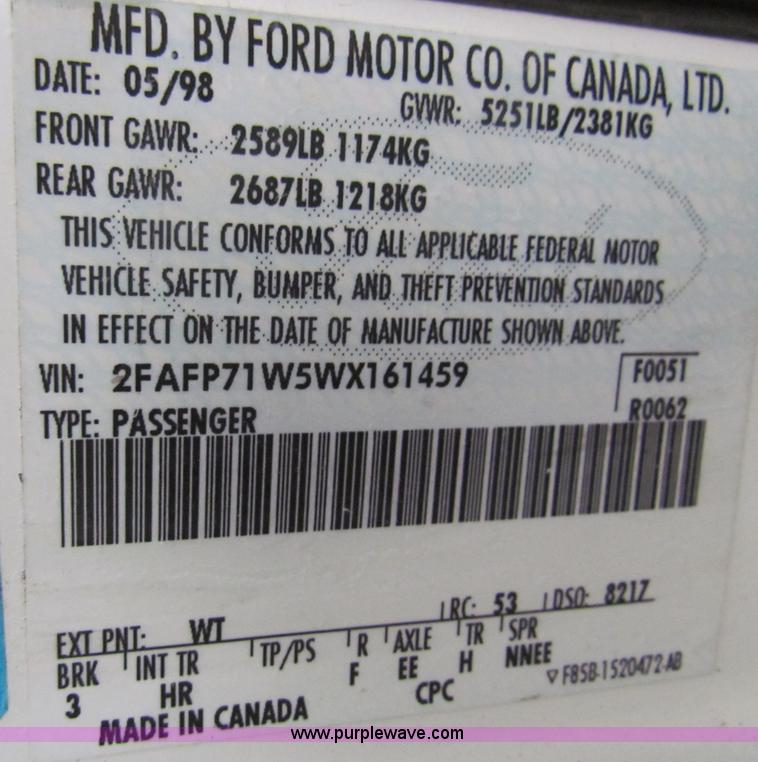 MFD. BY FORD MOTOR CO. OF CANADA, LTD.
DATE: 05/98 GVWR: 5251LB/2381KG
FRONT GAWR: 2589LB 1174KG
REAR GAWR: 2687LB 1218KG
THIS VEHICLE CONFORMS TO ALL APPLICABLE FEDERAL MOTOR
VEHICLE SAFETY, BUMPER, AND THEFT PREVENTION STANDARDS
IN EFFECT ON THE DATE OF MANUFACTURE SHOWN ABOVE.
VIN: 2FAFP71W5WX161459 F0051
TYPE: PASSENGER R0062
EXT PNT: WT RC: 53 DSO: 8217
BRK INT TR TP/PS R AXLE TR SPR
3 HR F EE H NNEE
CPC ▽F85B-1520472-AB
MADE IN CANADA
www.purplewave.com